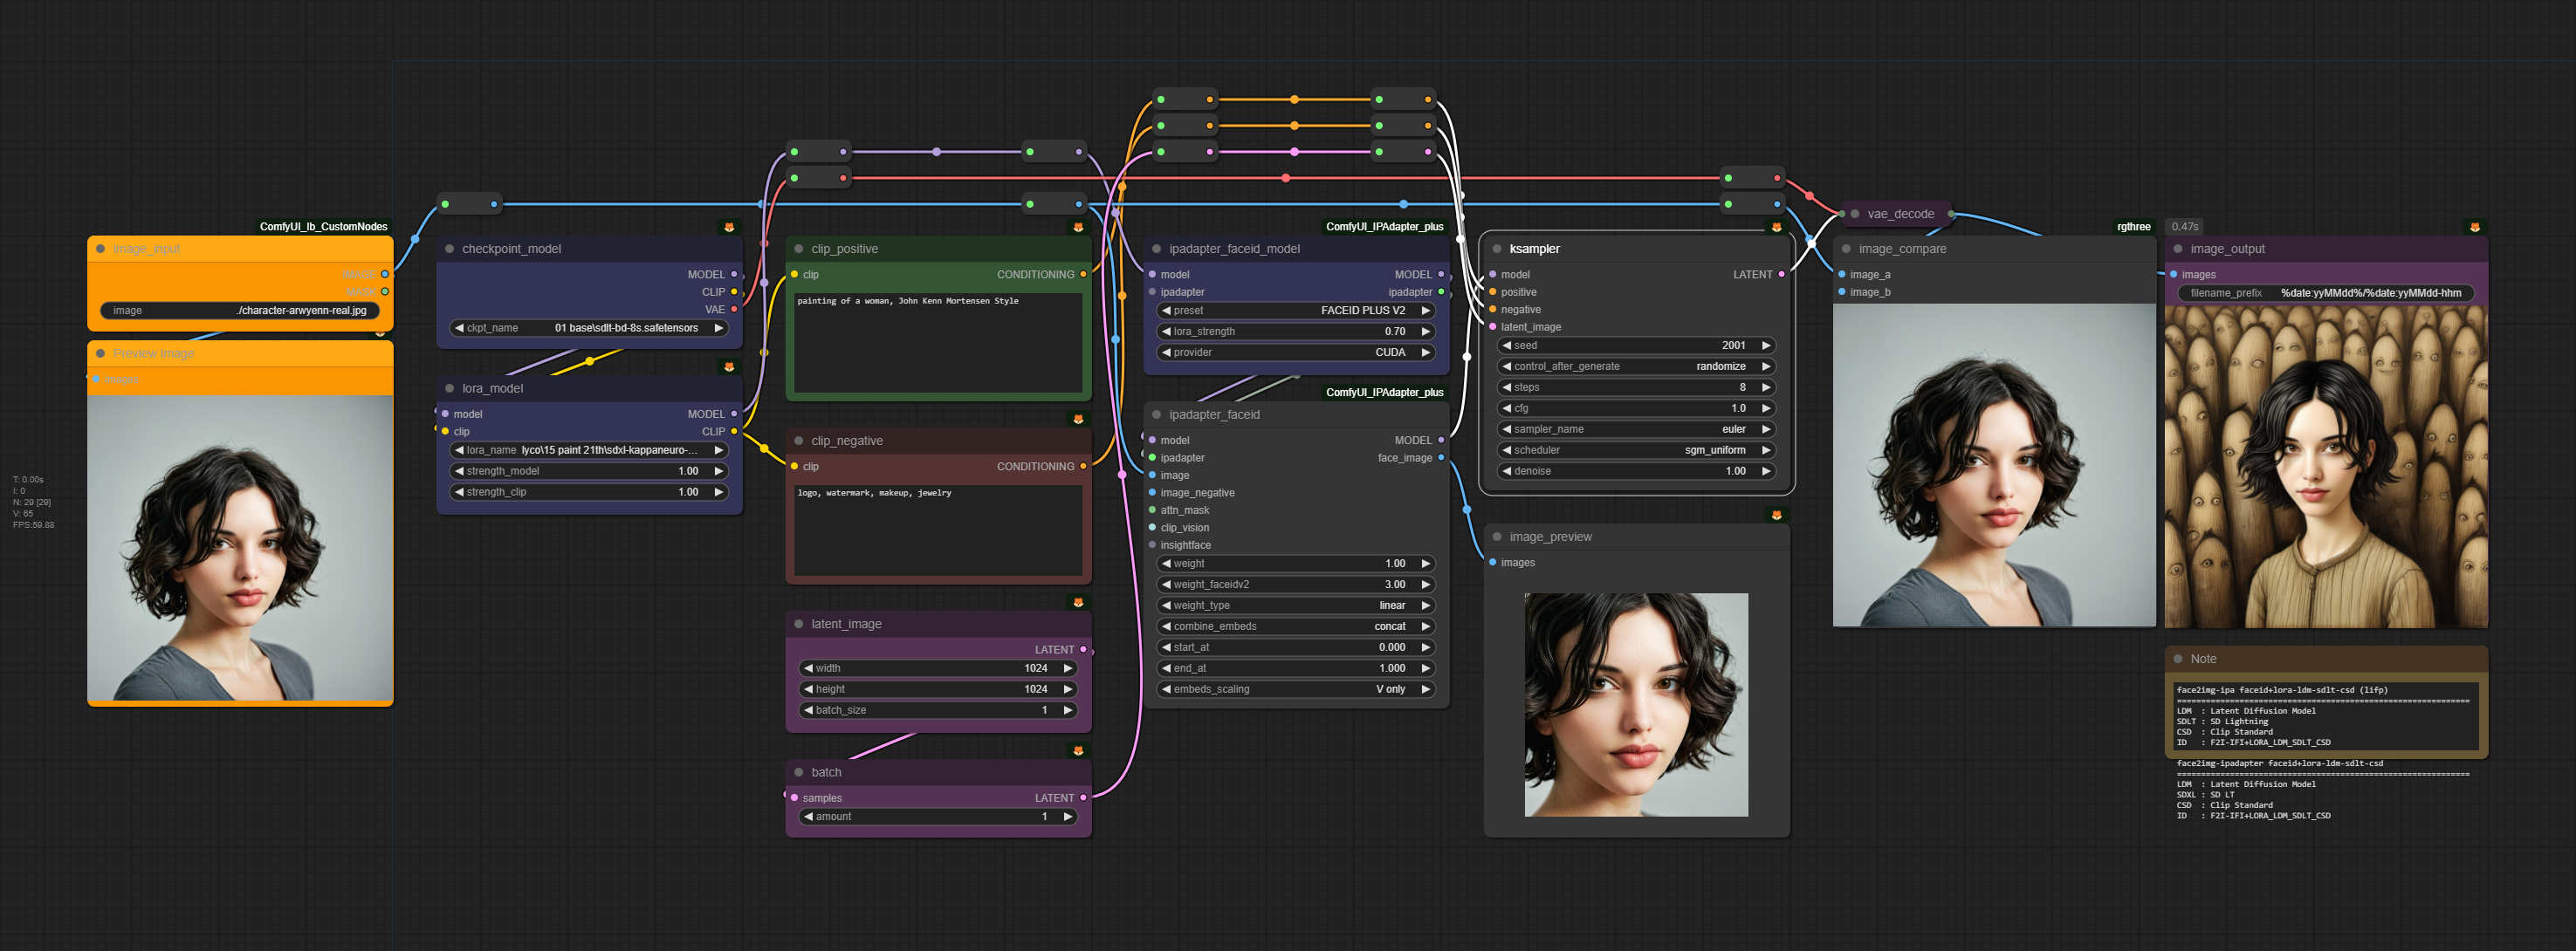 ComfyUI_lb_CustomNodes
image_input
IMAGE
MASK
image ./character-arwyenn-real.jpg
Preview Image
images
T: 0.00s
I: 0
N: 29 [29]
V: 65
FPS:59.88
checkpoint_model
MODEL
CLIP
VAE
ckpt_name 01 base\sdlt-bd-8s.safetensors
lora_model
model MODEL
clip CLIP
lora_name lyco\15 paint 21th\sdxl-kappaneuro-...
strength_model 1.00
strength_clip 1.00
clip_positive
clip CONDITIONING
painting of a woman, John Kenn Mortensen Style
clip_negative
clip CONDITIONING
logo, watermark, makeup, jewelry
latent_image
LATENT
width 1024
height 1024
batch_size 1
batch
samples LATENT
amount 1
ComfyUI_IPAdapter_plus
ipadapter_faceid_model
model MODEL
ipadapter ipadapter
preset FACEID PLUS V2
lora_strength 0.70
provider CUDA
ComfyUI_IPAdapter_plus
ipadapter_faceid
model MODEL
ipadapter face_image
image
image_negative
attn_mask
clip_vision
insightface
weight 1.00
weight_faceidv2 3.00
weight_type linear
combine_embeds concat
start_at 0.000
end_at 1.000
embeds_scaling V only
ksampler
model LATENT
positive
negative
latent_image
seed 2001
control_after_generate randomize
steps 8
cfg 1.0
sampler_name euler
scheduler sgm_uniform
denoise 1.00
image_preview
images
vae_decode
rgthree
image_compare
image_a
image_b
0.47s
image_output
images
filename_prefix %date:yyMMdd%/%date:yyMMdd-hhm
Note
face2img-ipa faceid+lora-ldm-sdlt-csd (lifp)
=============================================================
LDM : Latent Diffusion Model
SDLT : SD Lightning
CSD : Clip Standard
ID : F2I-IFI+LORA_LDM_SDLT_CSD
face2img-ipadapter faceid+lora-ldm-sdlt-csd
=============================================================
LDM : Latent Diffusion Model
SDXL : SD LT
CSD : Clip Standard
ID : F2I-IFI+LORA_LDM_SDLT_CSD